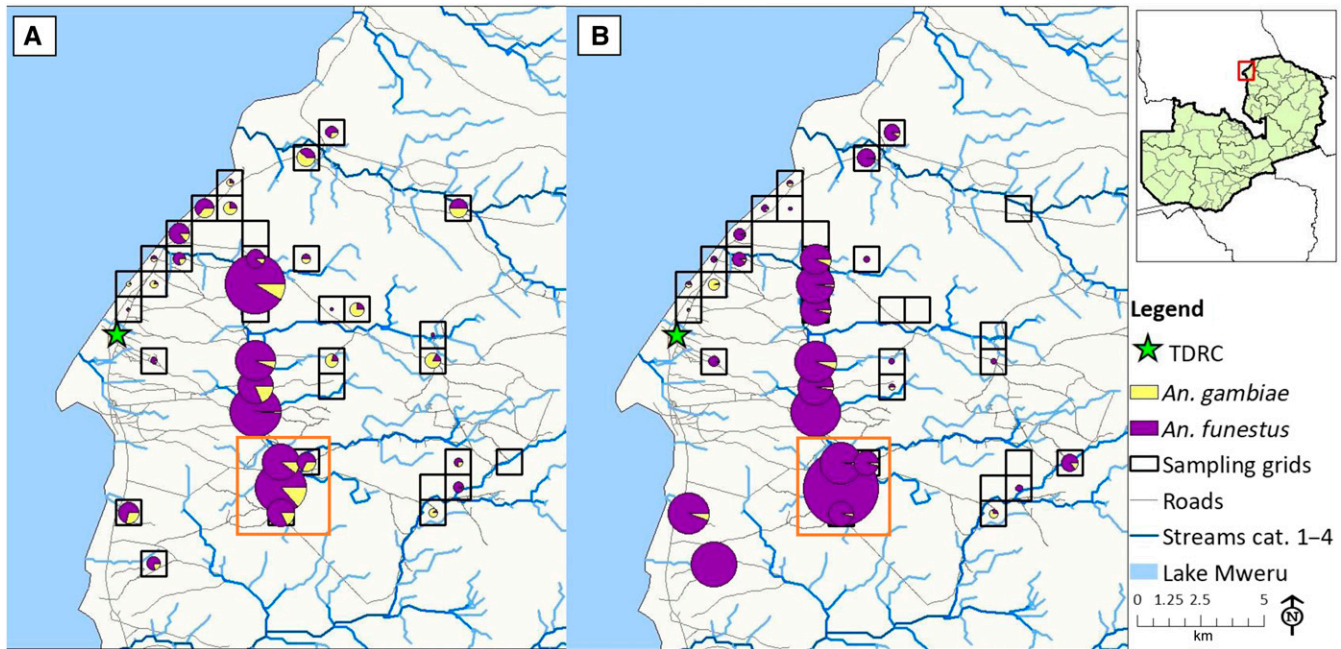 A
B
Legend
TDRC
An. gambiae
An. funestus
Sampling grids
Roads
Streams cat. 1–4
Lake Mweru
0 1.25 2.5 5
km
N